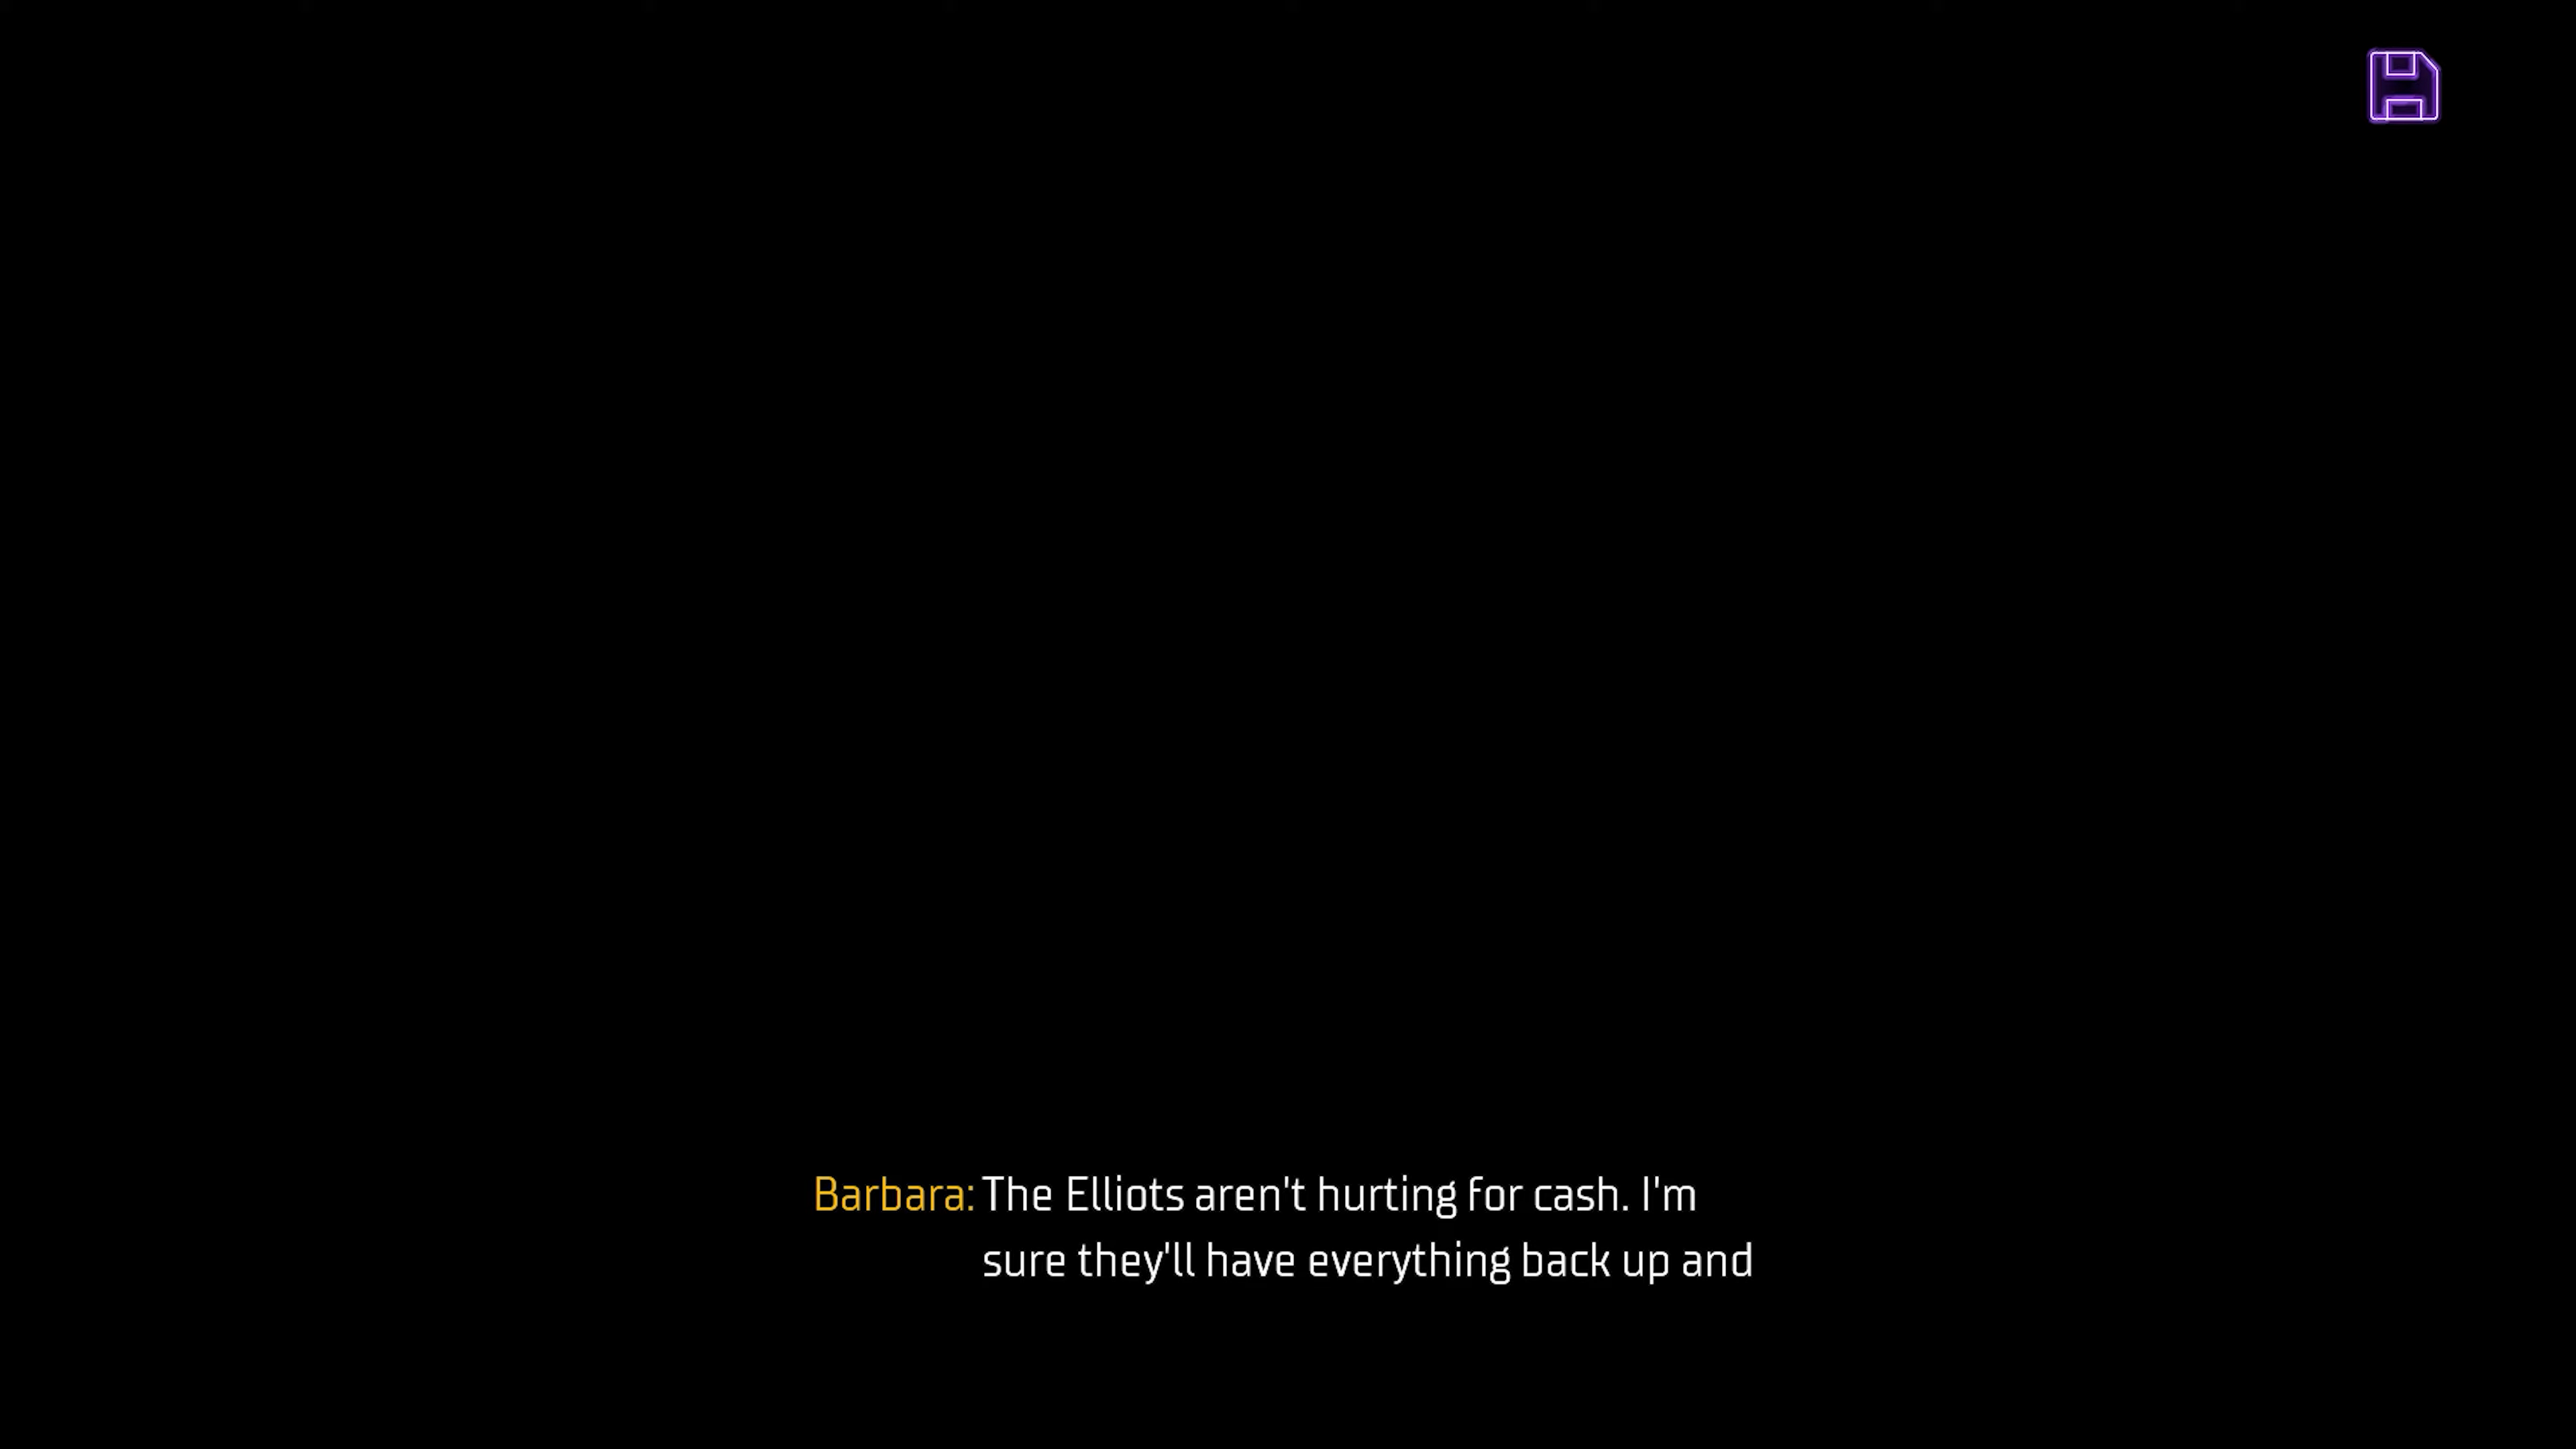 Barbara: The Elliots aren't hurting for cash. I'm
sure they'll have everything back up and